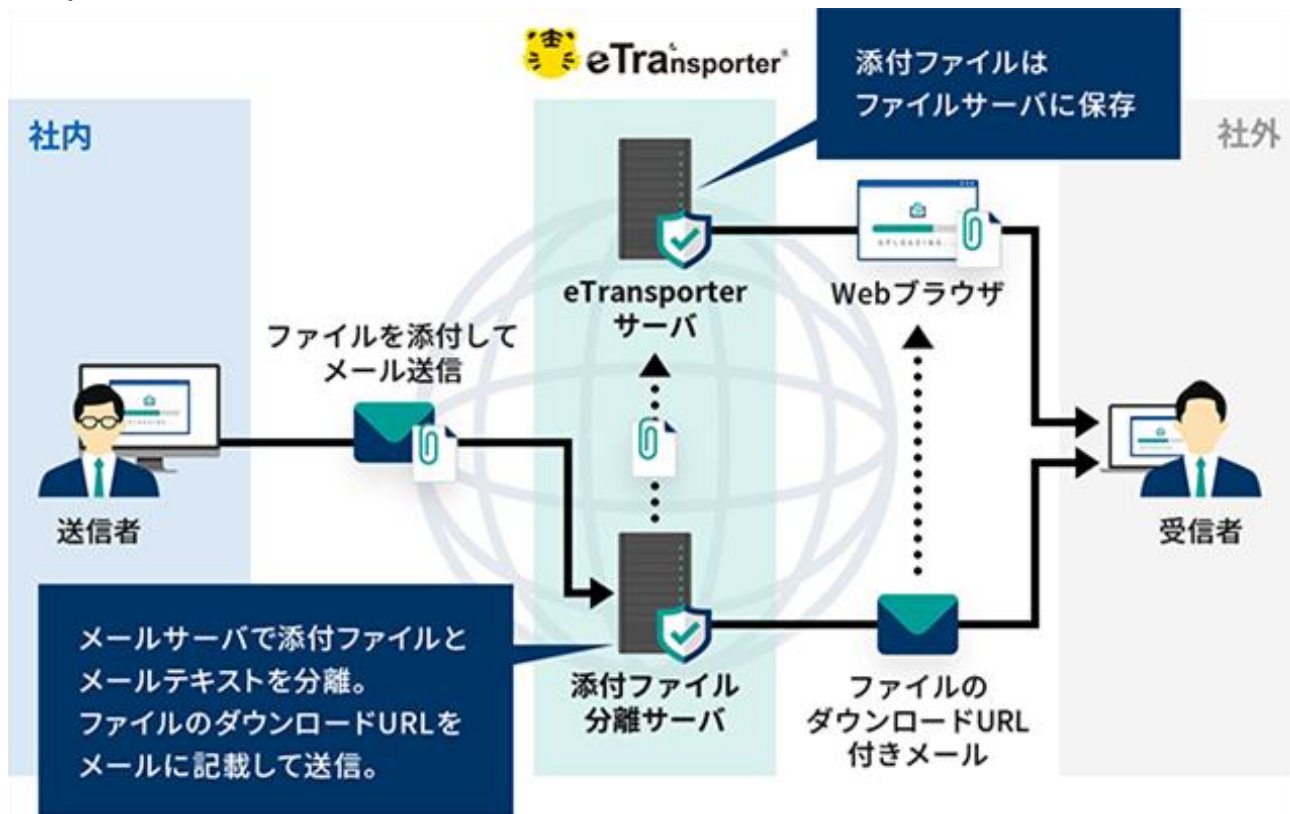 eTransporter®
添付ファイルは
ファイルサーバに保存
社内
社外
UPLOADING...
eTransporter
サーバ
Webブラウザ
ファイルを添付して
メール送信
送信者
受信者
メールサーバで添付ファイルと
メールテキストを分離。
ファイルのダウンロードURLを
メールに記載して送信。
添付ファイル
分離サーバ
ファイルの
ダウンロードURL
付きメール